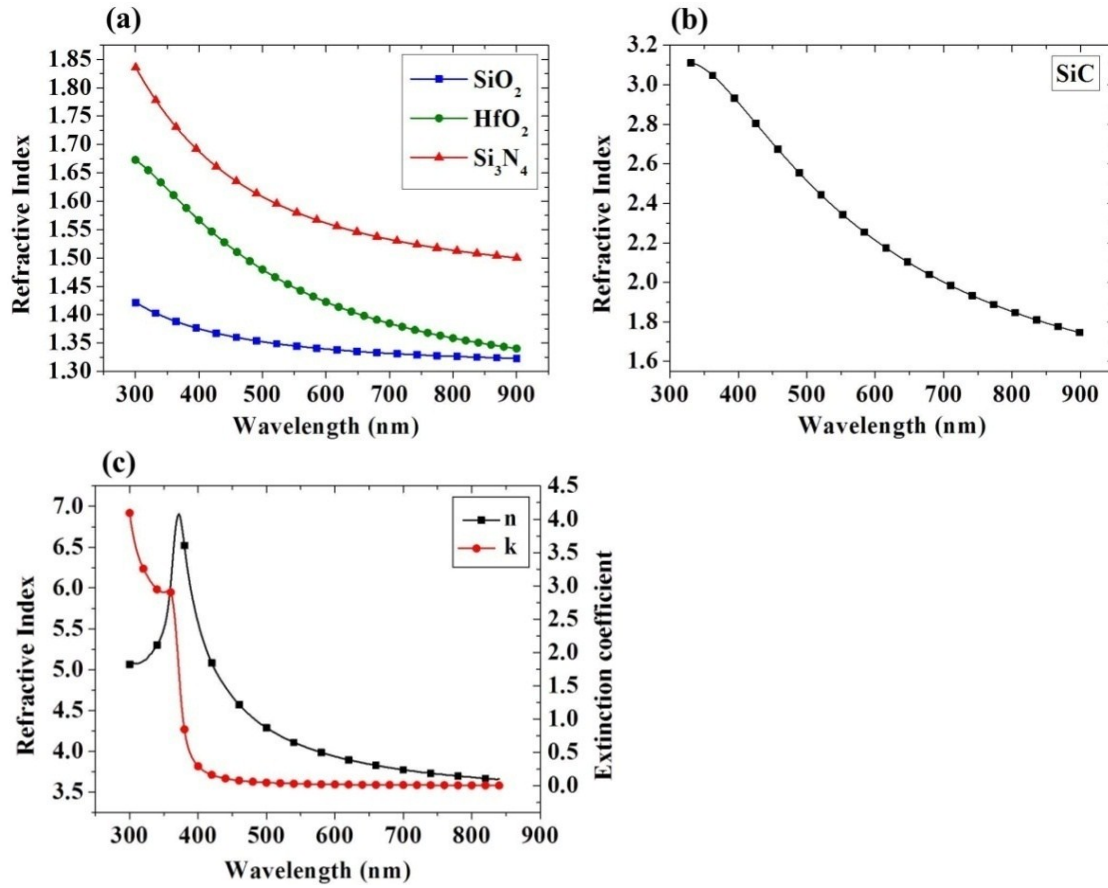 (a)
Refractive Index
1.85
1.80
1.75
1.70
1.65
1.60
1.55
1.50
1.45
1.40
1.35
1.30
SiO₂
HfO₂
Si₃N₄
300 400 500 600 700 800 900
Wavelength (nm)
(b)
Refractive Index
3.2
3.0
2.8
2.6
2.4
2.2
2.0
1.8
1.6
SiC
300 400 500 600 700 800 900
Wavelength (nm)
(c)
Refractive Index
7.0
6.5
6.0
5.5
5.0
4.5
4.0
3.5
n
k
4.5
4.0
3.5
3.0
2.5
2.0
1.5
1.0
0.5
0.0
Extinction coefficient
300 400 500 600 700 800 900
Wavelength (nm)